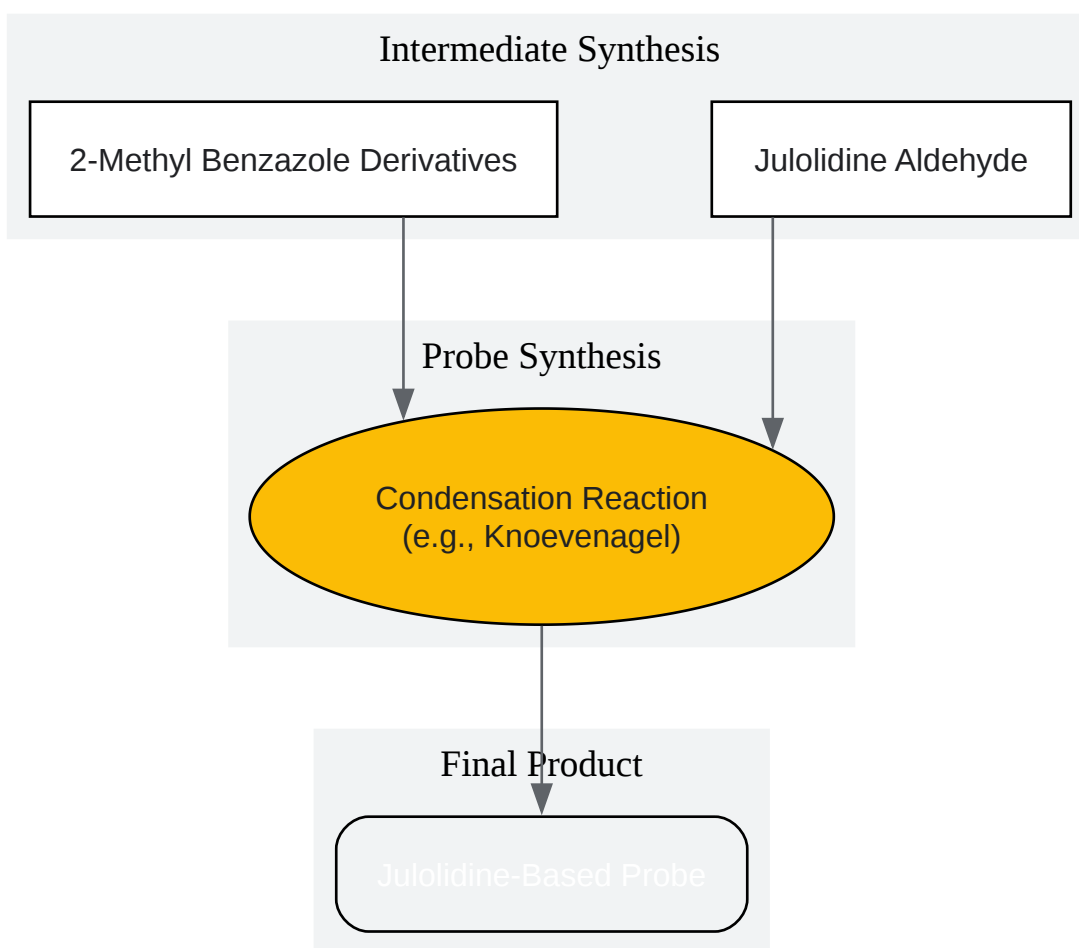 Intermediate Synthesis
2-Methyl Benzazole Derivatives
Julolidine Aldehyde
Probe Synthesis
Condensation Reaction
(e.g., Knoevenagel)
Final Product
Julolidine-Based Probe